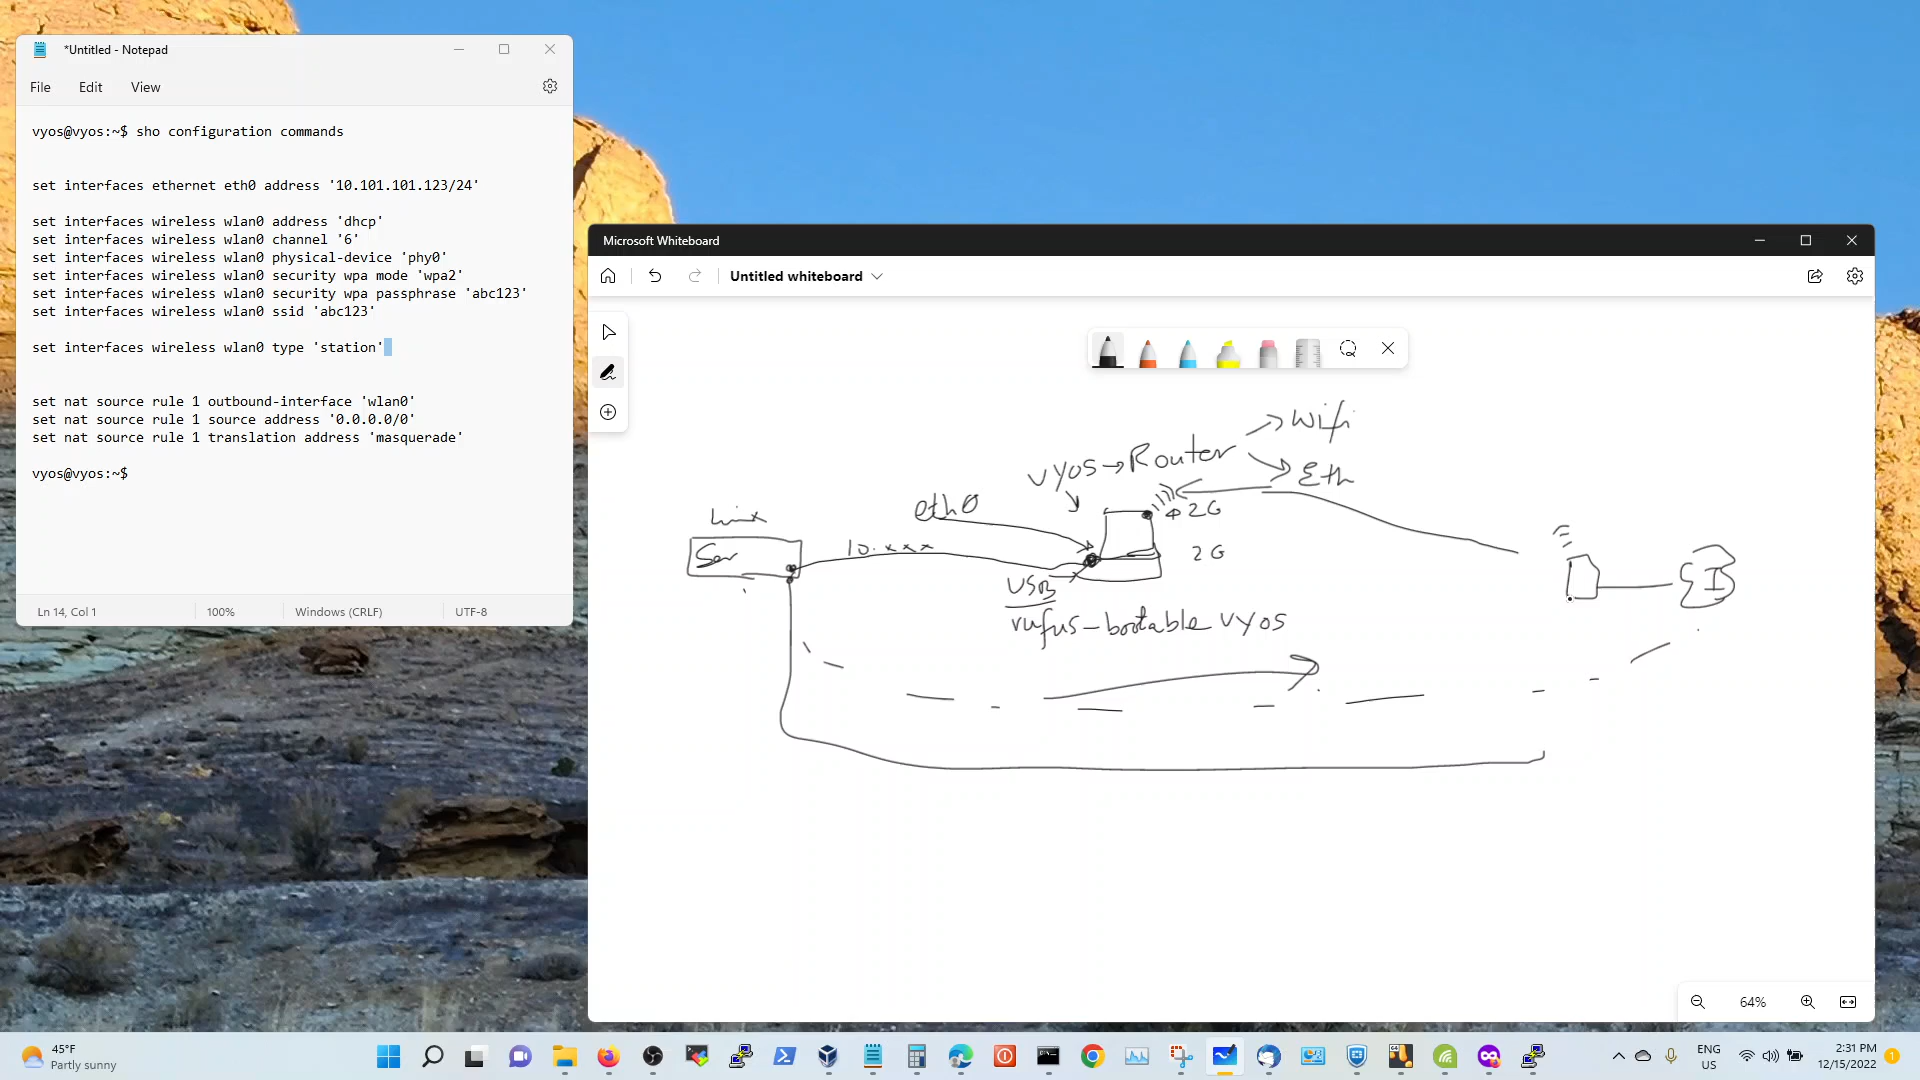 *Untitled - Notepad
File Edit View
vyos@vyos:~$ sho configuration commands
set interfaces ethernet eth0 address '10.101.101.123/24'
set interfaces wireless wlan0 address 'dhcp'
set interfaces wireless wlan0 channel '6'
set interfaces wireless wlan0 physical-device 'phy0'
set interfaces wireless wlan0 security wpa mode 'wpa2'
set interfaces wireless wlan0 security wpa passphrase 'abc123'
set interfaces wireless wlan0 ssid 'abc123'
set interfaces wireless wlan0 type 'station'
set nat source rule 1 outbound-interface 'wlan0'
set nat source rule 1 source address '0.0.0.0/0'
set nat source rule 1 translation address 'masquerade'
vyos@vyos:~$
Ln 14, Col 1 100% Windows (CRLF) UTF-8
Microsoft Whiteboard
Untitled whiteboard
Wifi
VYOS→Router
Eth
eth0
2G
Ser
10.xxx
2G
I
USB
rufus-bootable VYOS
64%
45°F
Partly sunny
ENG
US
2:31 PM
12/15/2022
1